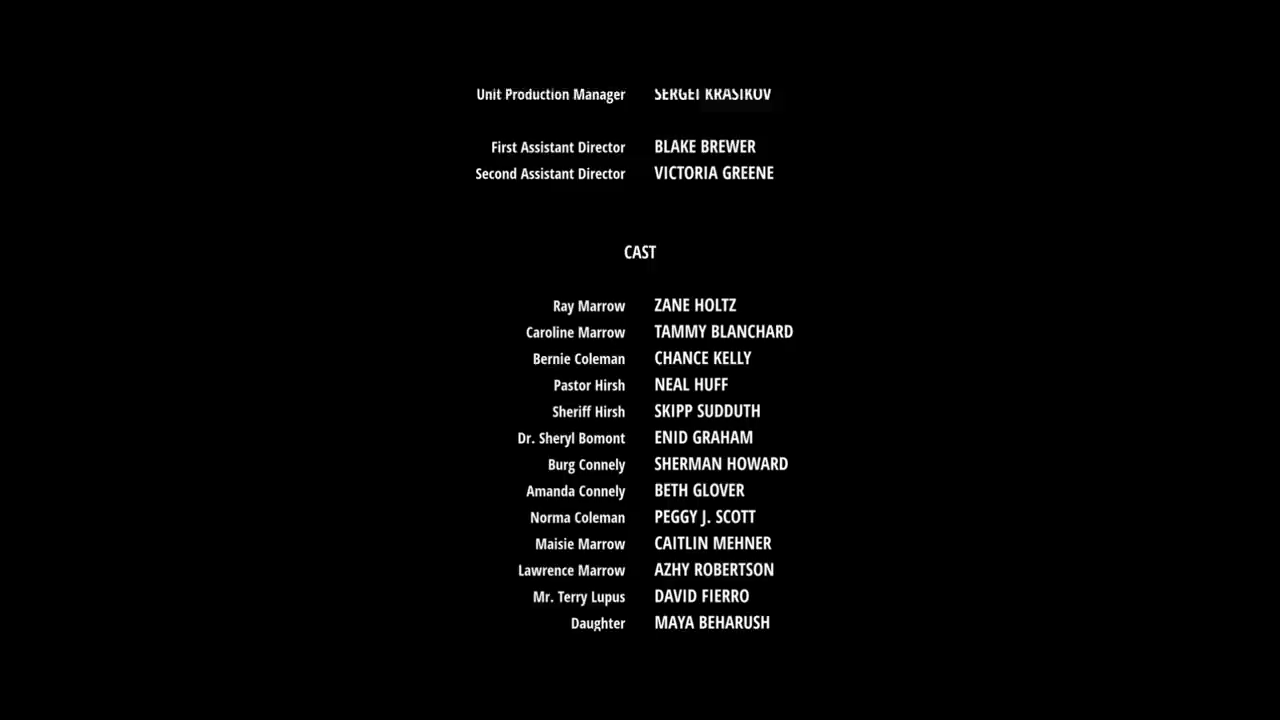 Unit Production Manager SERGEI KRASIKOV
First Assistant Director BLAKE BREWER
Second Assistant Director VICTORIA GREENE
CAST
Ray Marrow ZANE HOLTZ
Caroline Marrow TAMMY BLANCHARD
Bernie Coleman CHANCE KELLY
Pastor Hirsh NEAL HUFF
Sheriff Hirsh SKIPP SUDDUTH
Dr. Sheryl Bomont ENID GRAHAM
Burg Connely SHERMAN HOWARD
Amanda Connely BETH GLOVER
Norma Coleman PEGGY J. SCOTT
Maisie Marrow CAITLIN MEHNER
Lawrence Marrow AZHY ROBERTSON
Mr. Terry Lupus DAVID FIERRO
Daughter MAYA BEHARUSH